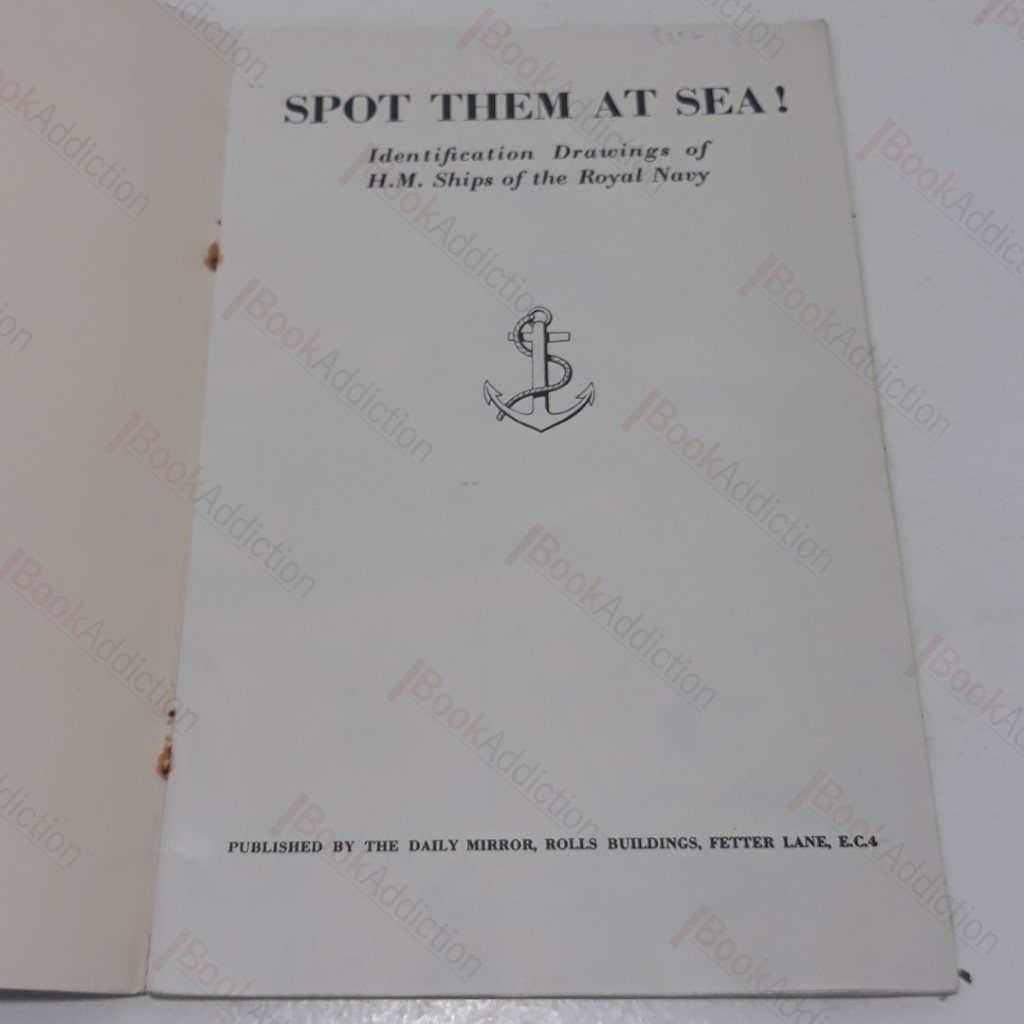 SPOT THEM AT SEA!
Identification Drawings of
H.M. Ships of the Royal Navy
PUBLISHED BY THE DAILY MIRROR, ROLLS BUILDINGS, FETTER LANE, E.C.4
BookAddiction